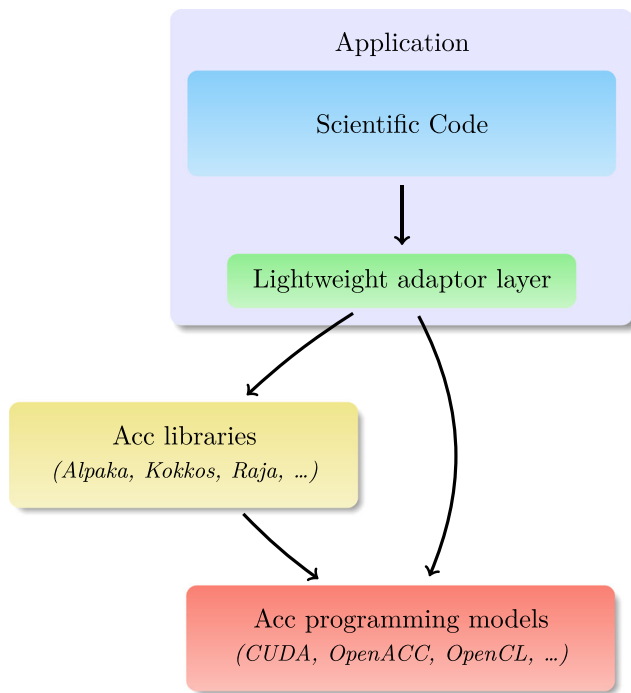 Application
Scientific Code
Lightweight adaptor layer
Acc libraries
(Alpaka, Kokkos, Raja, …)
Acc programming models
(CUDA, OpenACC, OpenCL, …)